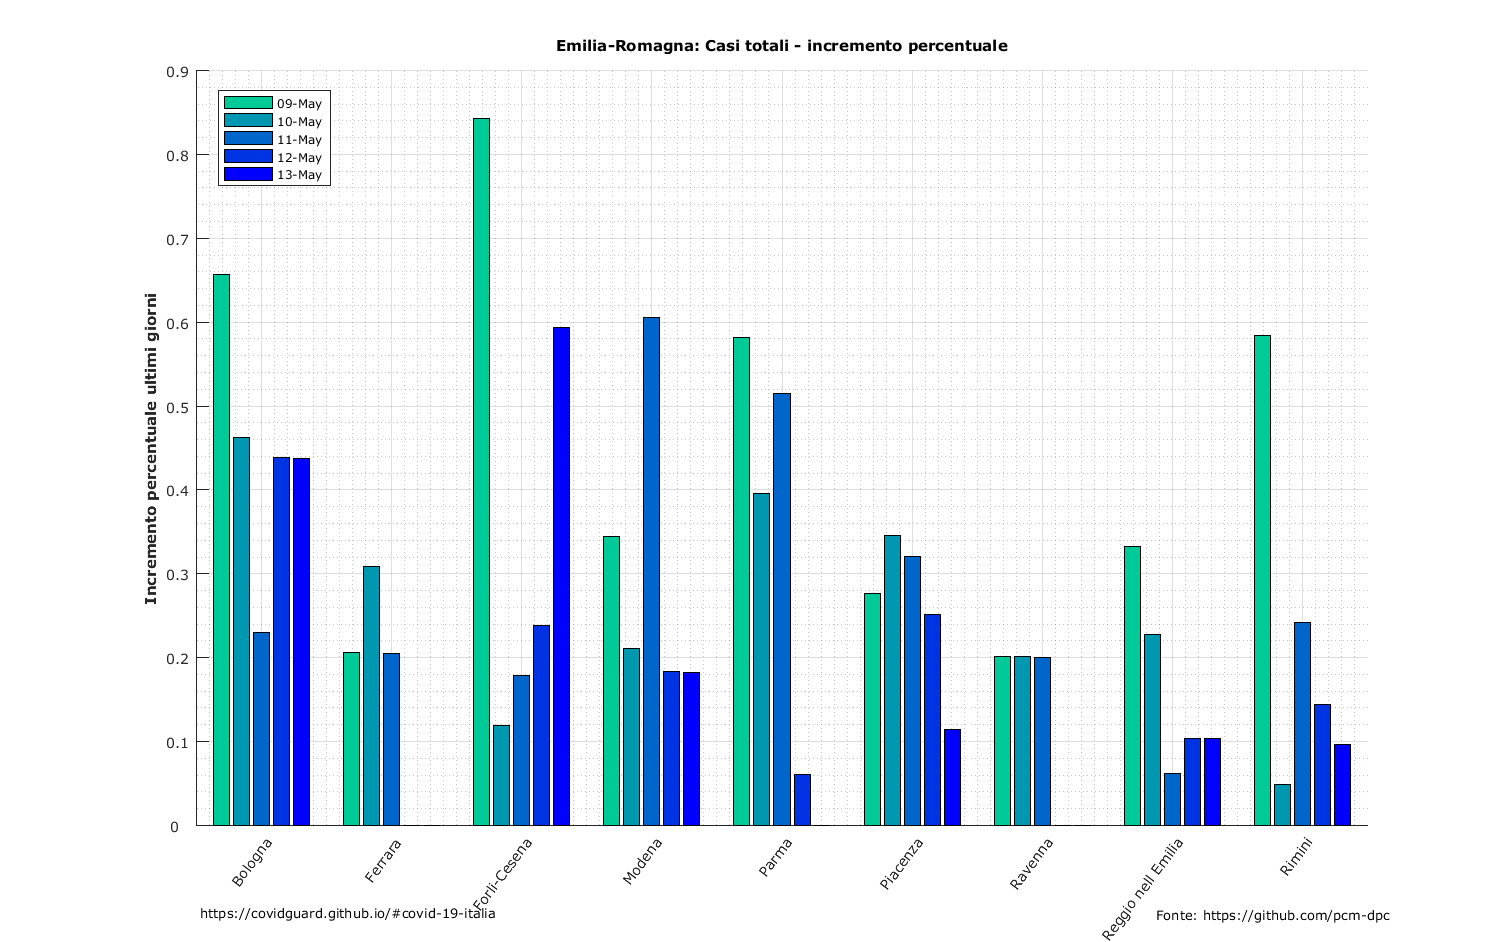 Emilia-Romagna: Casi totali - incremento percentuale
0.9
0.8
0.7
0.6
0.5
0.4
0.3
0.2
0.1
0
Incremento percentuale ultimi giorni
09-May
10-May
11-May
12-May
13-May
Bologna
Ferrara
Forlì-Cesena
Modena
Parma
Piacenza
Ravenna
Reggio nell Emilia
Rimini
https://covidguard.github.io/#covid-19-italia
Fonte: https://github.com/pcm-dpc